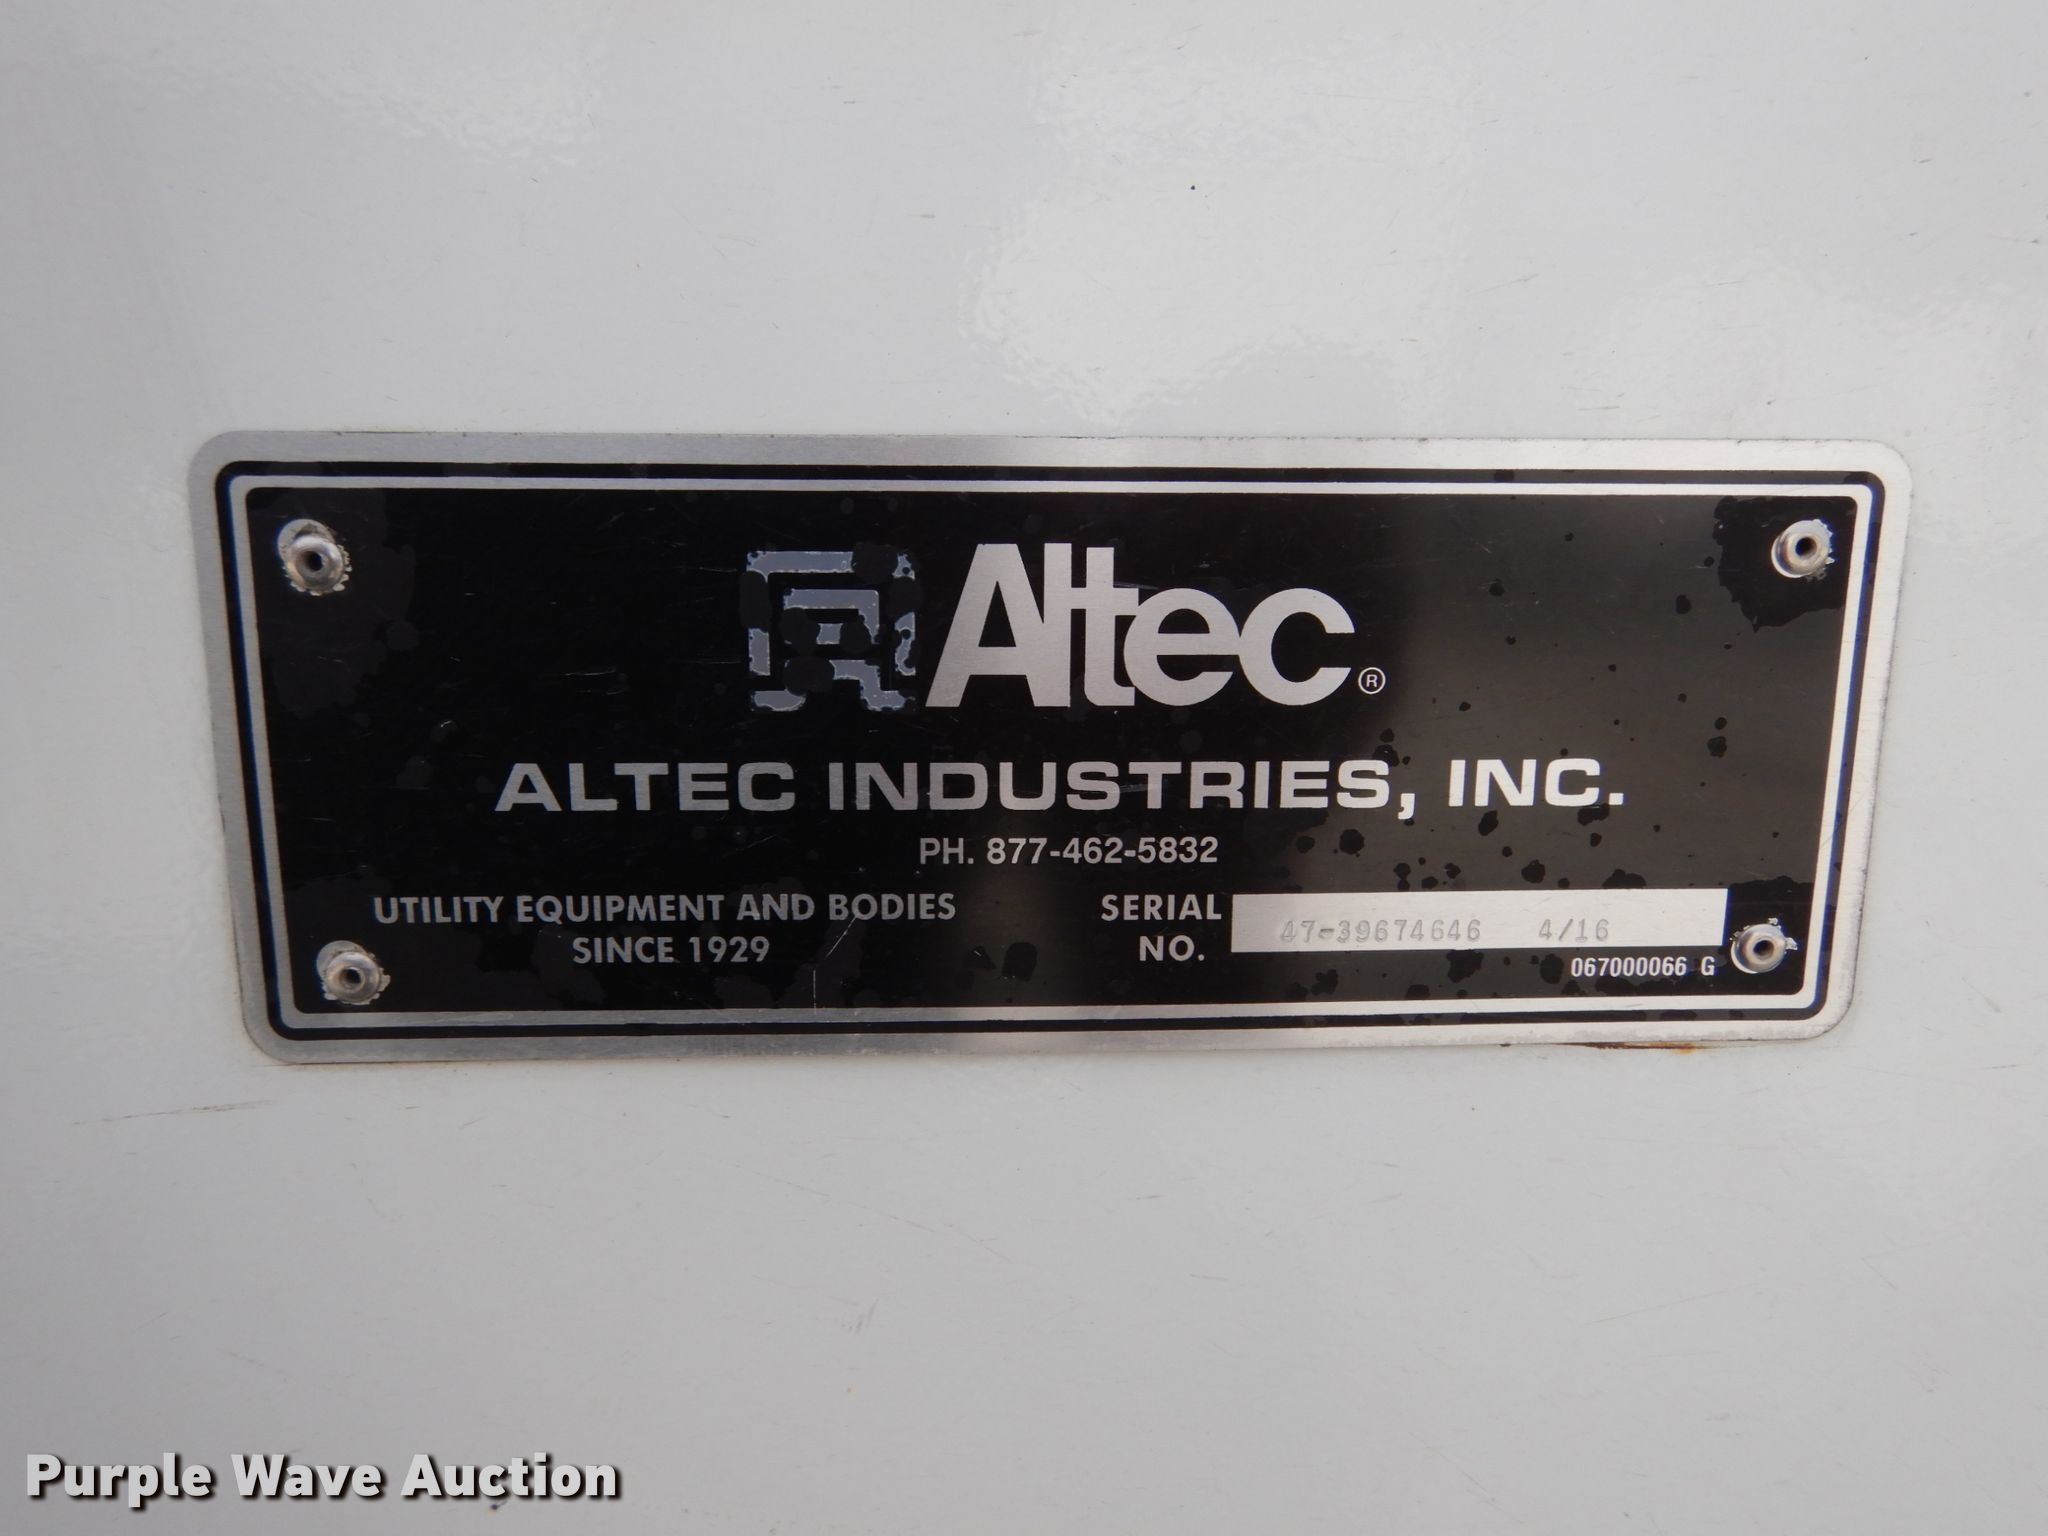 Altec®
ALTEC INDUSTRIES, INC.
PH. 877-462-5832
UTILITY EQUIPMENT AND BODIES
SINCE 1929
SERIAL
NO.
47-39674646 4/16
067000066 G
Purple Wave Auction